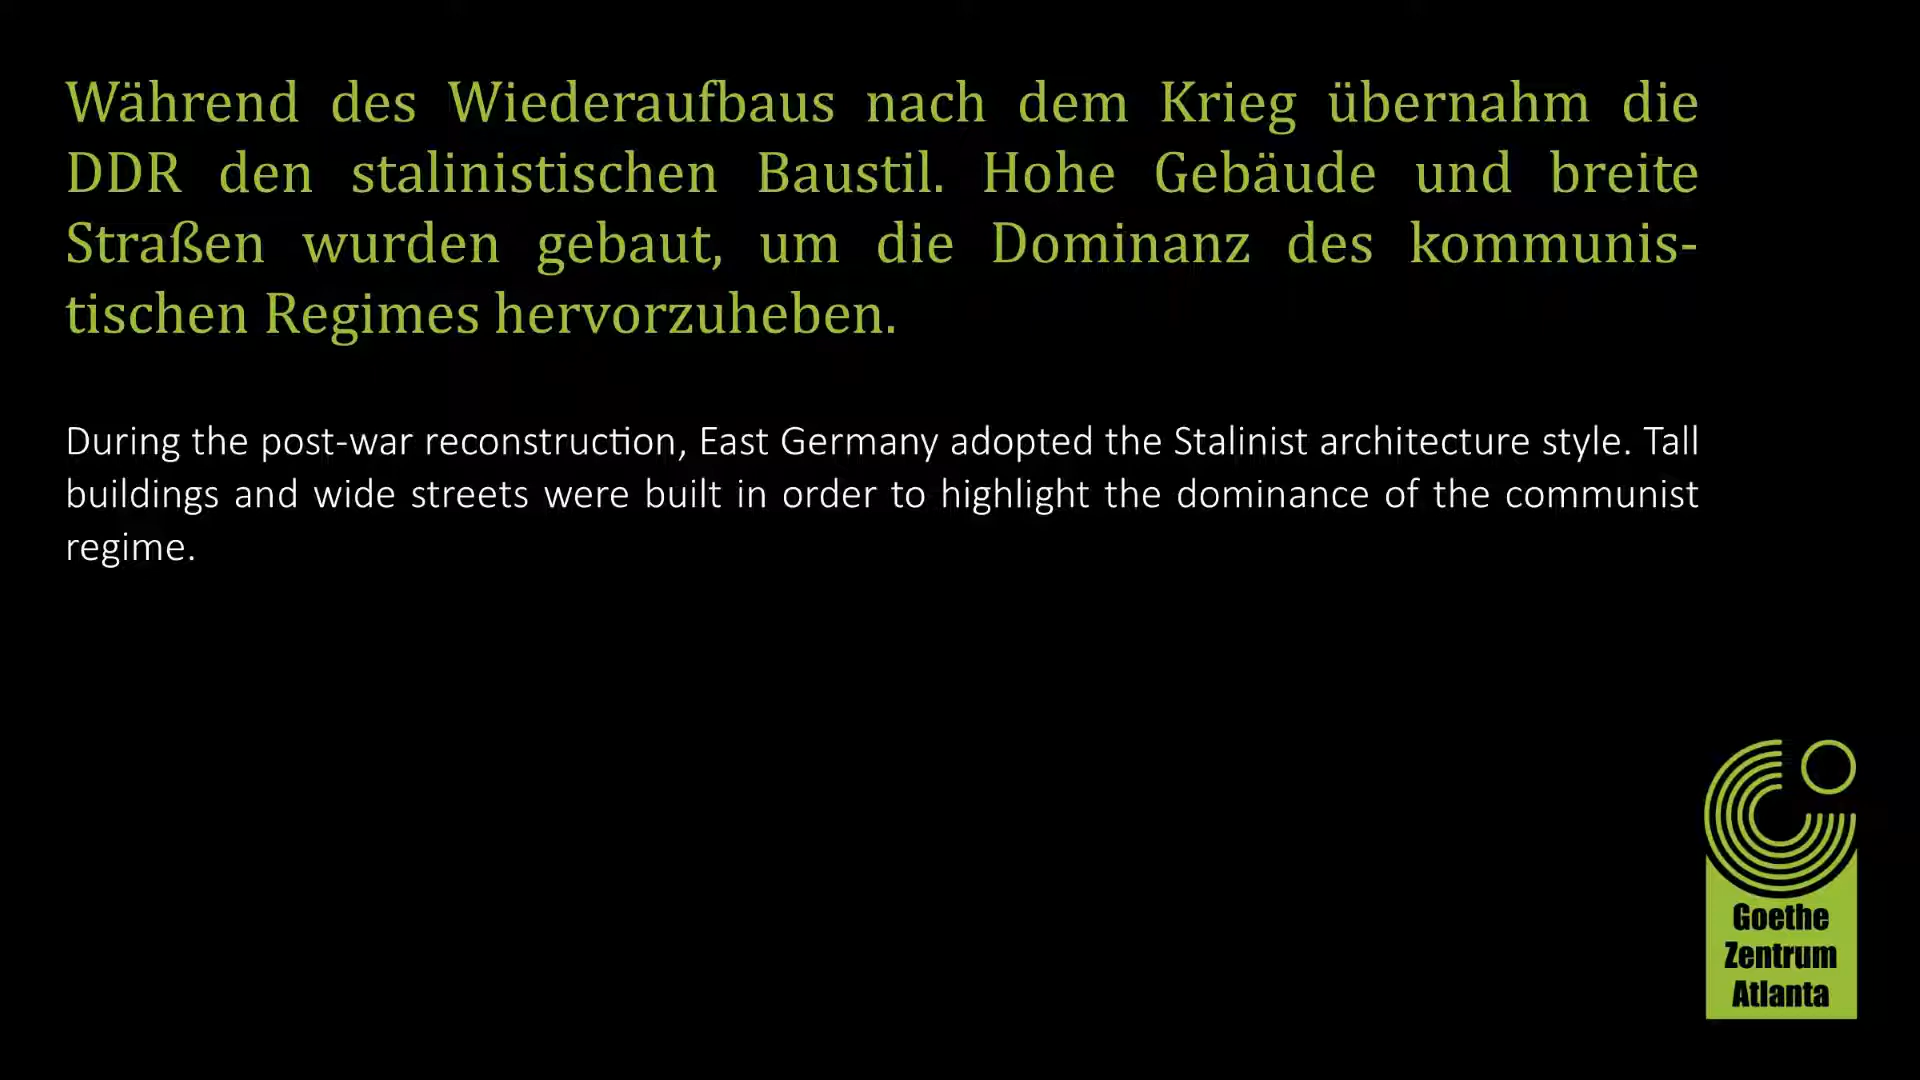 Während des Wiederaufbaus nach dem Krieg übernahm die
DDR den stalinistischen Baustil. Hohe Gebäude und breite
Straßen wurden gebaut, um die Dominanz des kommunis-
tischen Regimes hervorzuheben.
During the post-war reconstruction, East Germany adopted the Stalinist architecture style. Tall
buildings and wide streets were built in order to highlight the dominance of the communist
regime.
Goethe
Zentrum
Atlanta